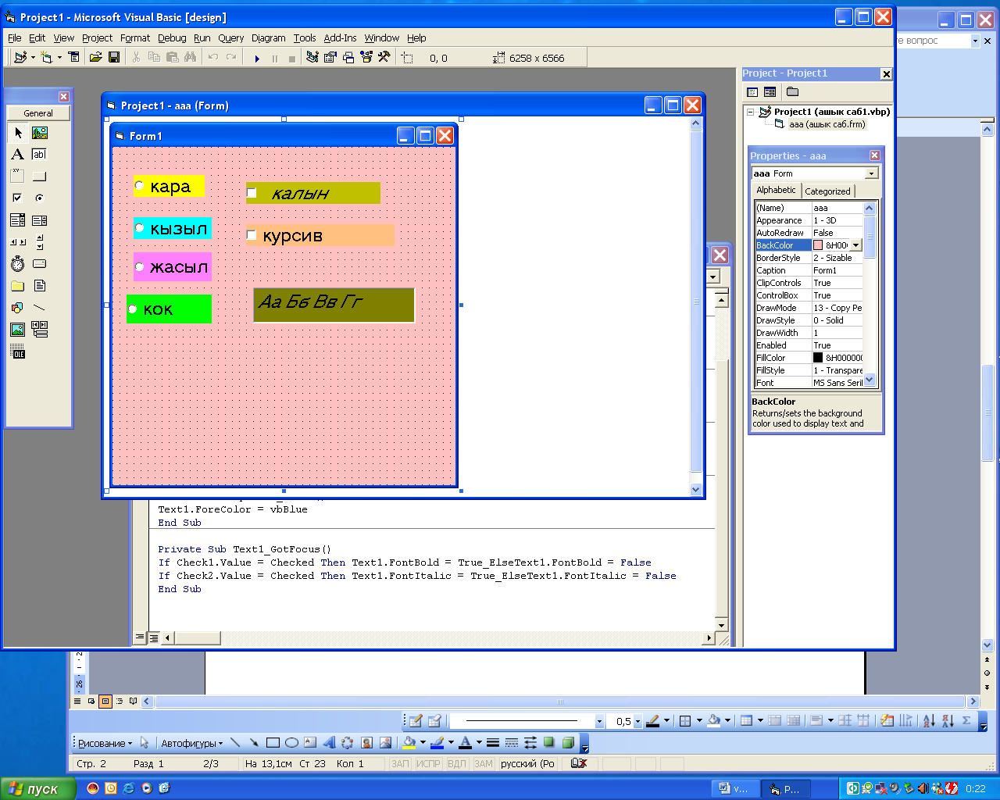 Project1 - Microsoft Visual Basic [design]
File Edit View Project Format Debug Run Query Diagram Tools Add-Ins Window Help
0, 0 6258 x 6566
е вопрос
General
A ab|
xy
OLE
Project1 - aaa (Form)
Form1
кара
кызыл
жасыл
кок
калын
курсив
Аа Бб Вв Гг
Text1.ForeColor = vbBlue
End Sub
Private Sub Text1_GotFocus()
If Check1.Value = Checked Then Text1.FontBold = True_ElseText1.FontBold = False
If Check2.Value = Checked Then Text1.FontItalic = True_ElseText1.FontItalic = False
End Sub
Project - Project1
Project1 (ашык саб1.vbp)
aaa (ашык саб.frm)
Properties - aaa
aaa Form
Alphabetic Categorized
(Name) aaa
Appearance 1 - 3D
AutoRedraw False
BackColor &H00
BorderStyle 2 - Sizable
Caption Form1
ClipControls True
ControlBox True
DrawMode 13 - Copy Pe
DrawStyle 0 - Solid
DrawWidth 1
Enabled True
FillColor &H000000
FillStyle 1 - Transpare
Font MS Sans Serif
BackColor
Returns/sets the background
color used to display text and
26
0,5
Рисование Автофигуры
Стр. 2 Разд 1 2/3 На 13,1см Ст 23 Кол 1 ЗАП ИСПР ВДЛ ЗАМ русский (Ро
пуск v... P... 0:22